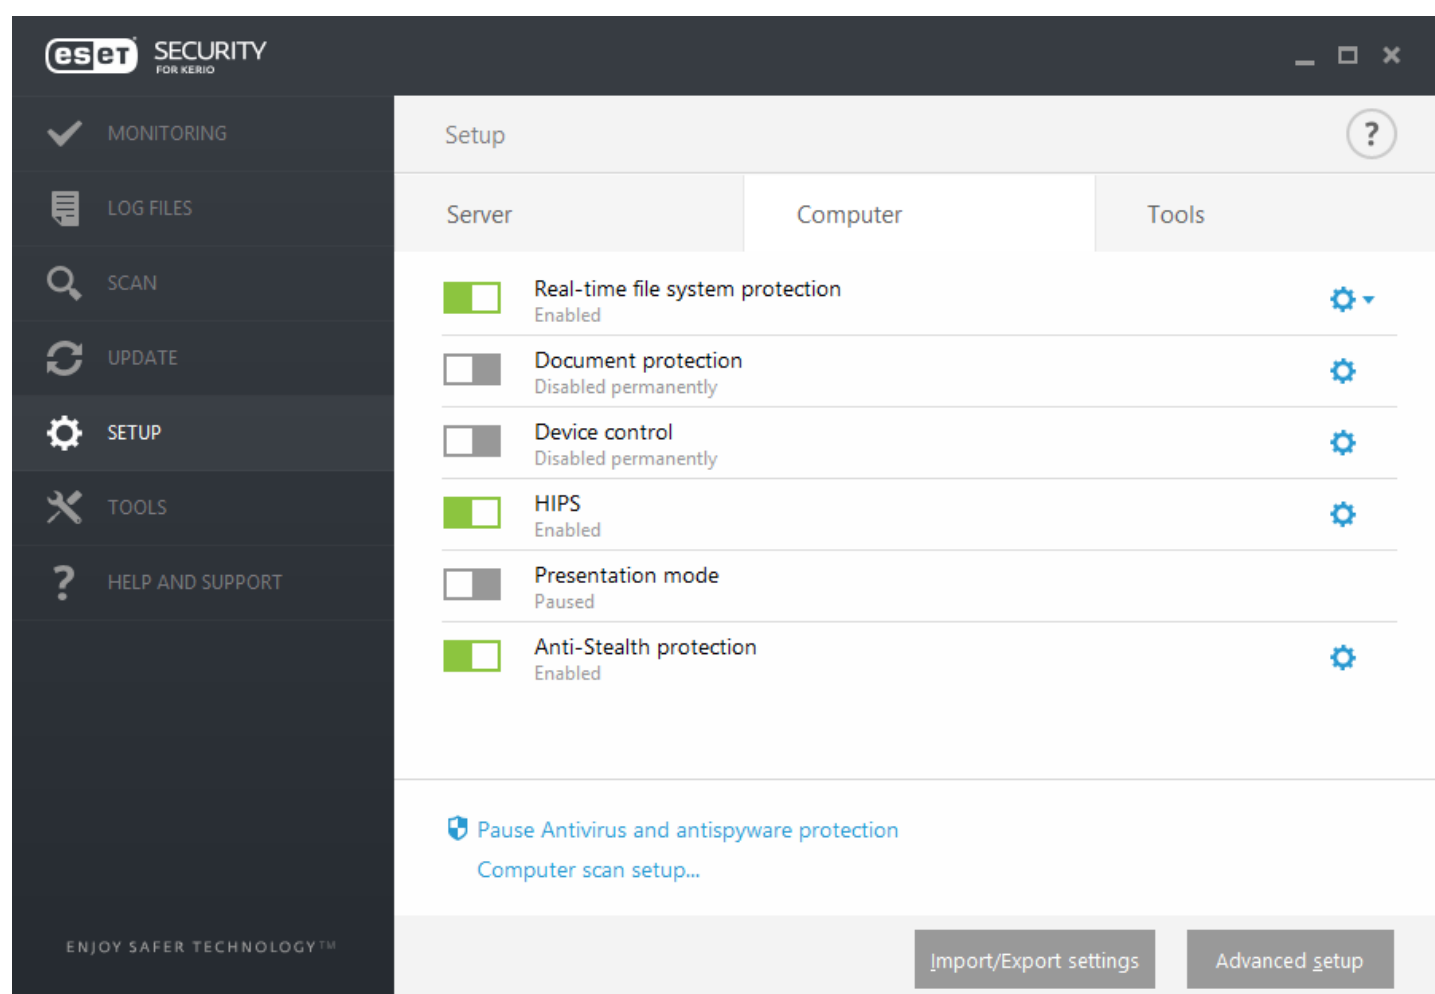 eset SECURITY
FOR KERIO
MONITORING
LOG FILES
SCAN
UPDATE
SETUP
TOOLS
HELP AND SUPPORT
ENJOY SAFER TECHNOLOGY™
Setup
?
Server
Computer
Tools
Real-time file system protection
Enabled
Document protection
Disabled permanently
Device control
Disabled permanently
HIPS
Enabled
Presentation mode
Paused
Anti-Stealth protection
Enabled
Pause Antivirus and antispyware protection
Computer scan setup...
Import/Export settings
Advanced setup